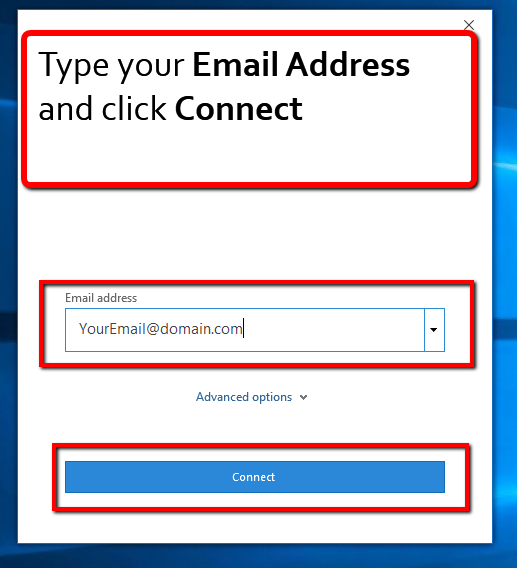 Type your Email Address
and click Connect
Email address
YourEmail@domain.com
Advanced options
Connect